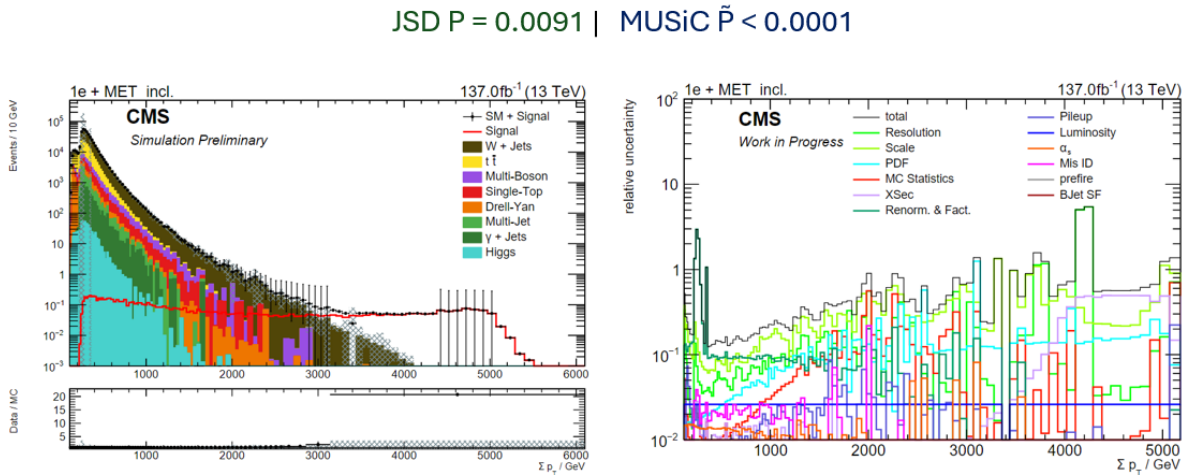 JSD P = 0.0091 | MUSiC P̃ < 0.0001
1e + MET incl.
137.0fb⁻¹ (13 TeV)
CMS
Simulation Preliminary
Events / 10 GeV
10⁵
10⁴
10³
10²
10
1
10⁻¹
10⁻²
10⁻³
SM + Signal
Signal
W + Jets
t t̄
Multi-Boson
Single-Top
Drell-Yan
Multi-Jet
γ + Jets
Higgs
1000 2000 3000 4000 5000 6000
Data / MC
20
15
10
5
1000 2000 3000 4000 5000 6000
Σ p_T / GeV
1e + MET incl.
137.0fb⁻¹ (13 TeV)
CMS
Work in Progress
relative uncertainty
10²
10
1
10⁻¹
10⁻²
total
Resolution
Scale
PDF
MC Statistics
XSec
Renorm. & Fact.
Pileup
Luminosity
α_s
Mis ID
prefire
BJet SF
1000 2000 3000 4000 5000
Σ p_T / GeV